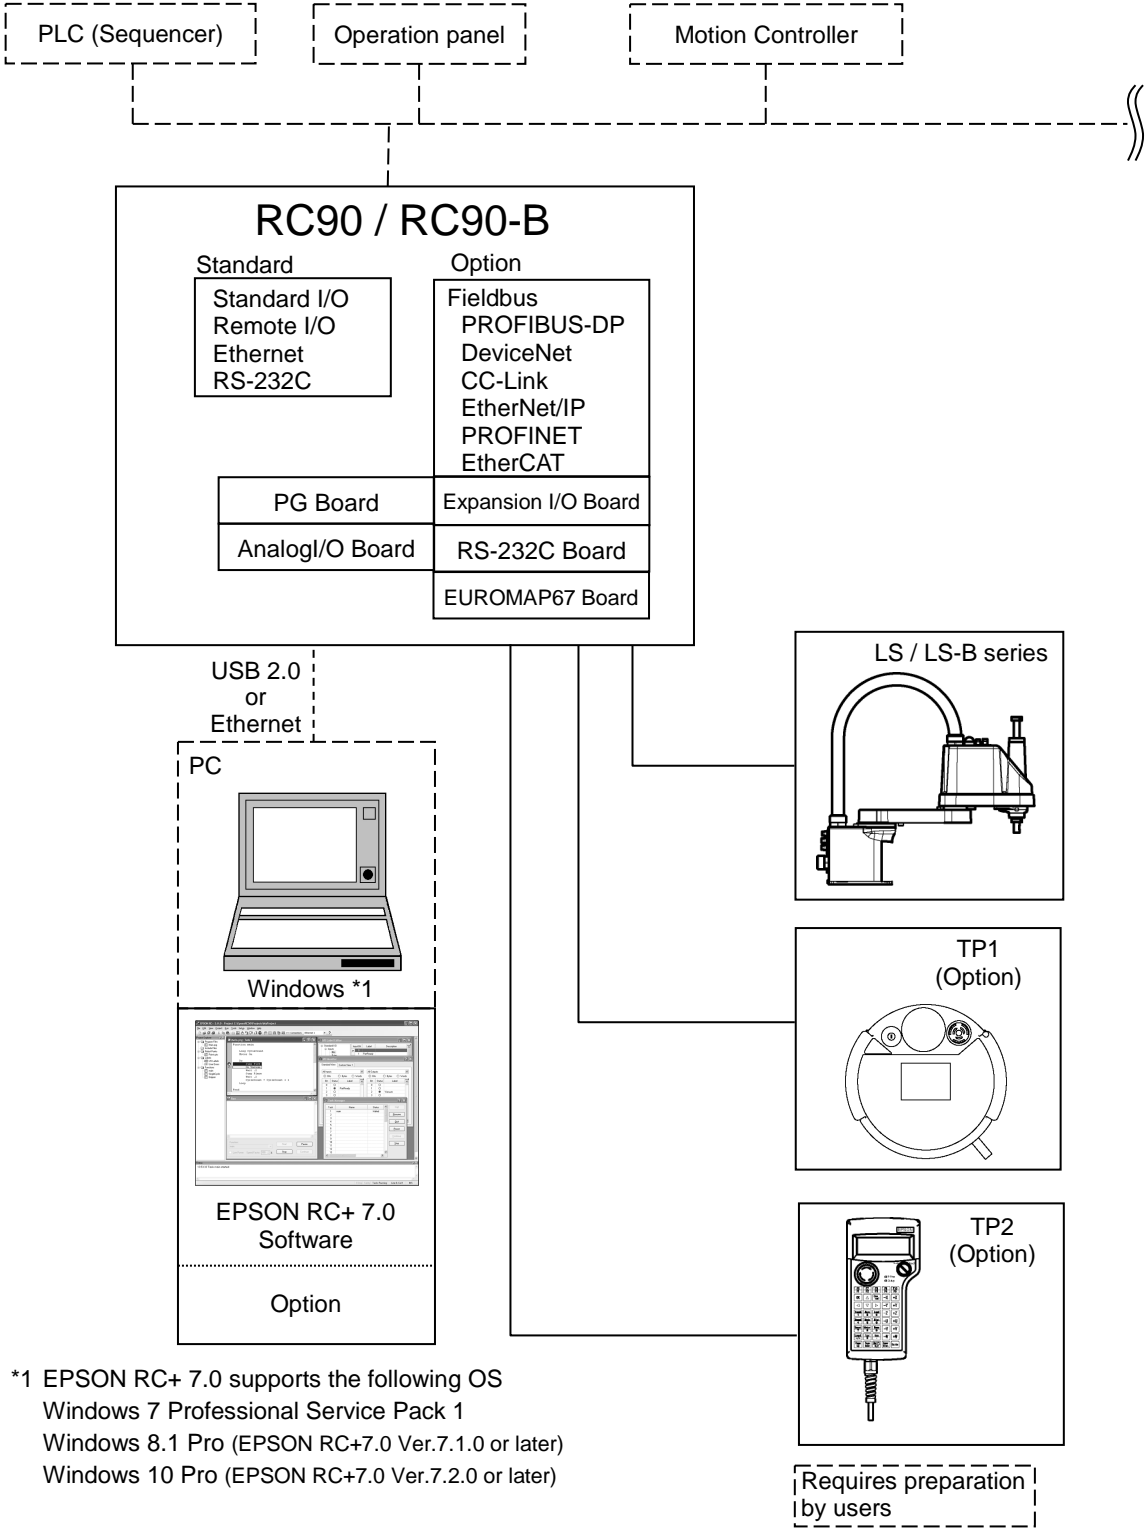 PLC (Sequencer)
Operation panel
Motion Controller
RC90 / RC90-B
Standard
Standard I/O
Remote I/O
Ethernet
RS-232C
Option
Fieldbus
PROFIBUS-DP
DeviceNet
CC-Link
EtherNet/IP
PROFINET
EtherCAT
PG Board
Expansion I/O Board
AnalogI/O Board
RS-232C Board
EUROMAP67 Board
USB 2.0
or
Ethernet
PC
Windows *1
EPSON RC+ 7.0
Software
Option
LS / LS-B series
TP1
(Option)
TP2
(Option)
*1 EPSON RC+ 7.0 supports the following OS
Windows 7 Professional Service Pack 1
Windows 8.1 Pro (EPSON RC+7.0 Ver.7.1.0 or later)
Windows 10 Pro (EPSON RC+7.0 Ver.7.2.0 or later)
Requires preparation
by users